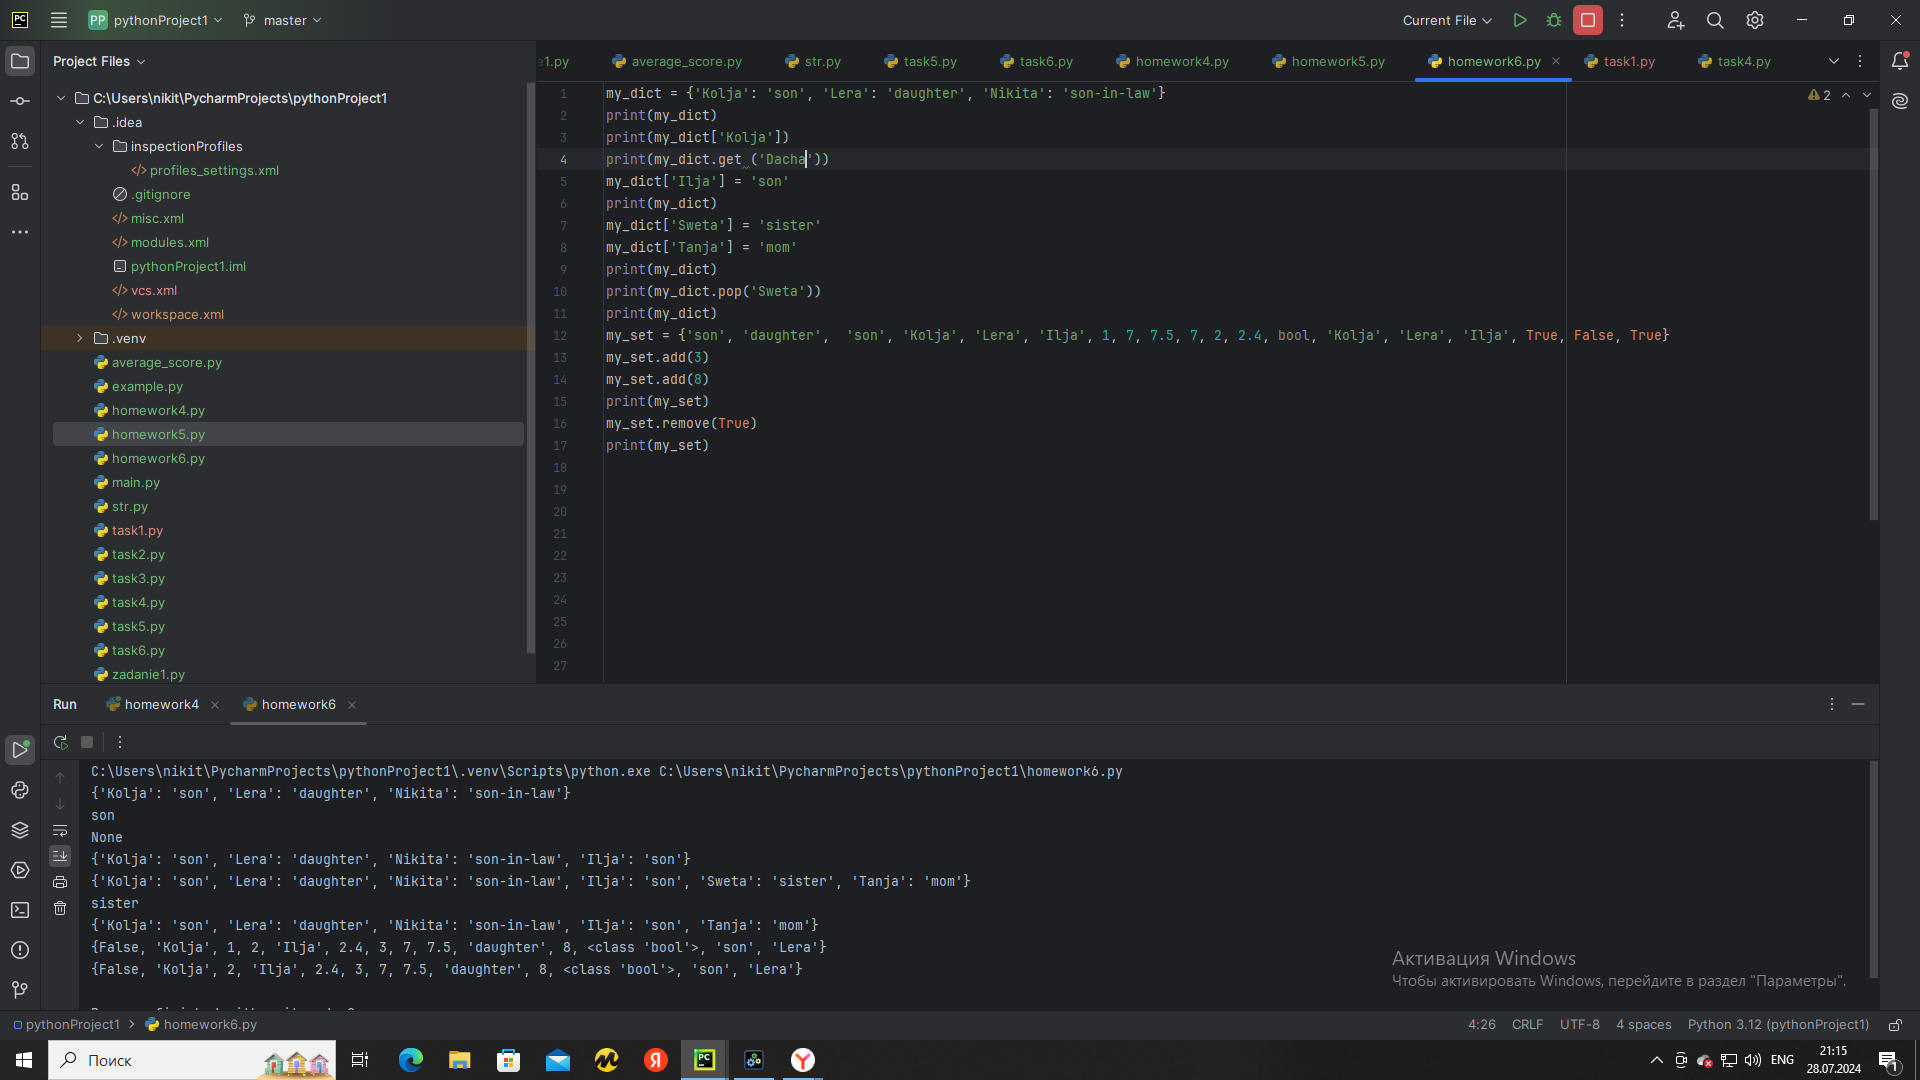 PC
PP pythonProject1
master
Current File
Project Files
e1.py
average_score.py
str.py
task5.py
task6.py
homework4.py
homework5.py
homework6.py
task1.py
task4.py
C:\Users\nikit\PycharmProjects\pythonProject1
.idea
inspectionProfiles
profiles_settings.xml
.gitignore
misc.xml
modules.xml
pythonProject1.iml
vcs.xml
workspace.xml
.venv
average_score.py
example.py
homework4.py
homework5.py
homework6.py
main.py
str.py
task1.py
task2.py
task3.py
task4.py
task5.py
task6.py
zadanie1.py
2
1 my_dict = {'Kolja': 'son', 'Lera': 'daughter', 'Nikita': 'son-in-law'}
2 print(my_dict)
3 print(my_dict['Kolja'])
4 print(my_dict.get ('Dacha'))
5 my_dict['Ilja'] = 'son'
6 print(my_dict)
7 my_dict['Sweta'] = 'sister'
8 my_dict['Tanja'] = 'mom'
9 print(my_dict)
10 print(my_dict.pop('Sweta'))
11 print(my_dict)
12 my_set = {'son', 'daughter',  'son', 'Kolja', 'Lera', 'Ilja', 1, 7, 7.5, 7, 2, 2.4, bool, 'Kolja', 'Lera', 'Ilja', True, False, True}
13 my_set.add(3)
14 my_set.add(8)
15 print(my_set)
16 my_set.remove(True)
17 print(my_set)
18
19
20
21
22
23
24
25
26
27
Run
homework4
homework6
C:\Users\nikit\PycharmProjects\pythonProject1\.venv\Scripts\python.exe C:\Users\nikit\PycharmProjects\pythonProject1\homework6.py
{'Kolja': 'son', 'Lera': 'daughter', 'Nikita': 'son-in-law'}
son
None
{'Kolja': 'son', 'Lera': 'daughter', 'Nikita': 'son-in-law', 'Ilja': 'son'}
{'Kolja': 'son', 'Lera': 'daughter', 'Nikita': 'son-in-law', 'Ilja': 'son', 'Sweta': 'sister', 'Tanja': 'mom'}
sister
{'Kolja': 'son', 'Lera': 'daughter', 'Nikita': 'son-in-law', 'Ilja': 'son', 'Tanja': 'mom'}
{False, 'Kolja', 1, 2, 'Ilja', 2.4, 3, 7, 7.5, 'daughter', 8, <class 'bool'>, 'son', 'Lera'}
{False, 'Kolja', 2, 'Ilja', 2.4, 3, 7, 7.5, 'daughter', 8, <class 'bool'>, 'son', 'Lera'}
Активация Windows
Чтобы активировать Windows, перейдите в раздел "Параметры".
pythonProject1 > homework6.py
4:26 CRLF UTF-8 4 spaces Python 3.12 (pythonProject1)
Поиск
Я
PC
Y
ENG
21:15
28.07.2024
1